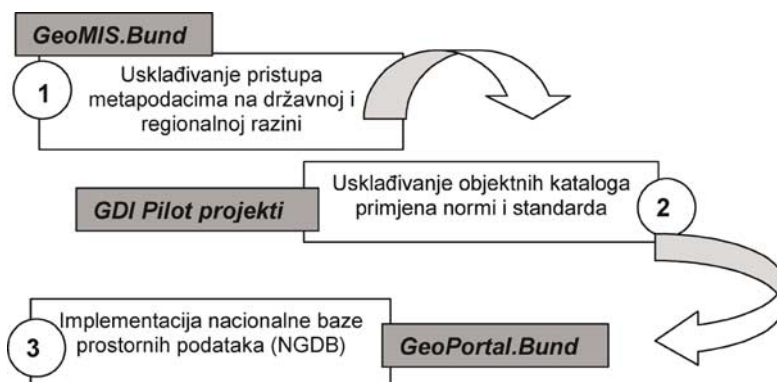 GeoMIS.Bund
1
Usklađivanje pristupa
metapodacima na državnoj i
regionalnoj razini
GDI Pilot projekti
Usklađivanje objektnih kataloga
primjena normi i standarda
2
3
Implementacija nacionalne baze
prostornih podataka (NGDB)
GeoPortal.Bund